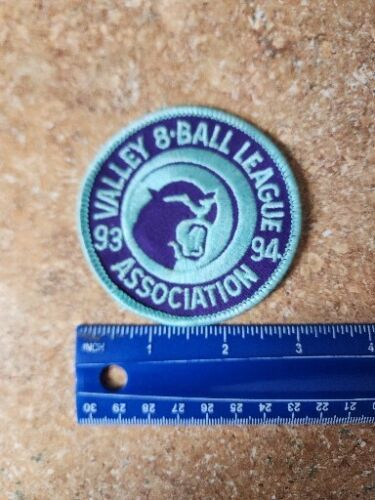 VALLEY 8-BALL LEAGUE
93 94
ASSOCIATION
INCH 1 2 3 4
30 29 28 27 26 25 24 23 22 21